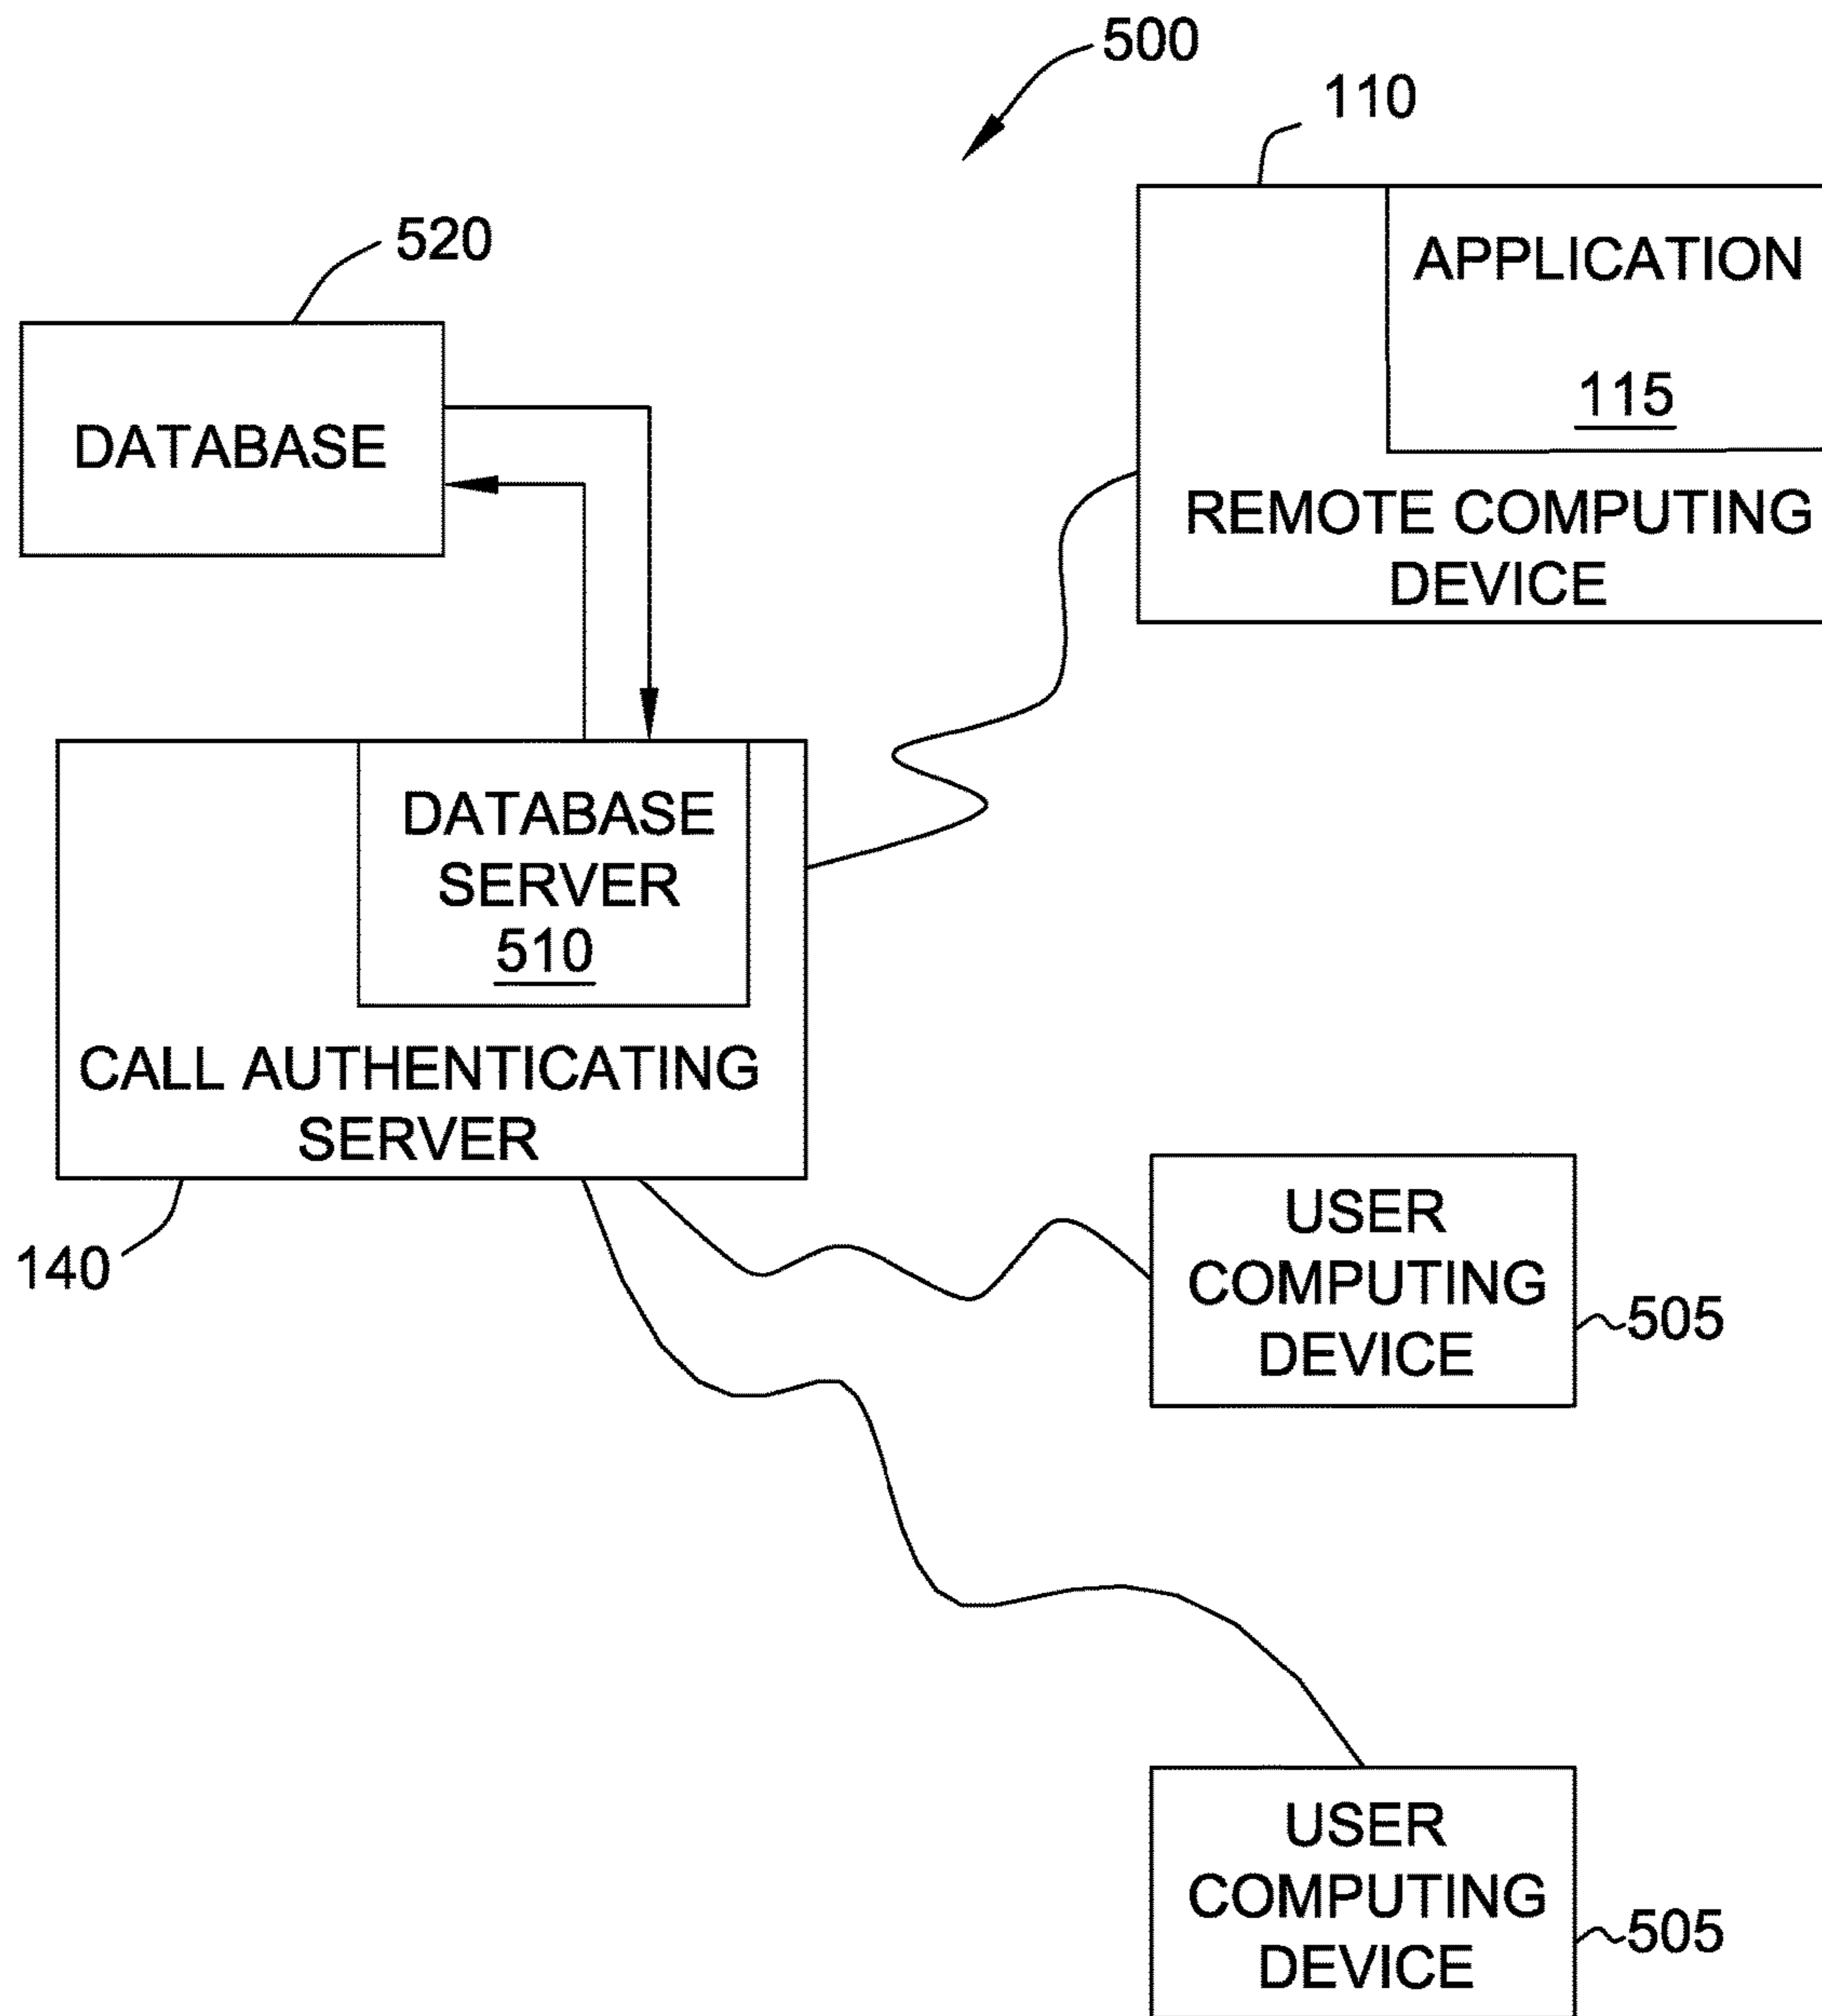 500
110
APPLICATION
115
REMOTE COMPUTING
DEVICE
520
DATABASE
DATABASE
SERVER
510
CALL AUTHENTICATING
SERVER
140
USER
COMPUTING
DEVICE
505
USER
COMPUTING
DEVICE
505